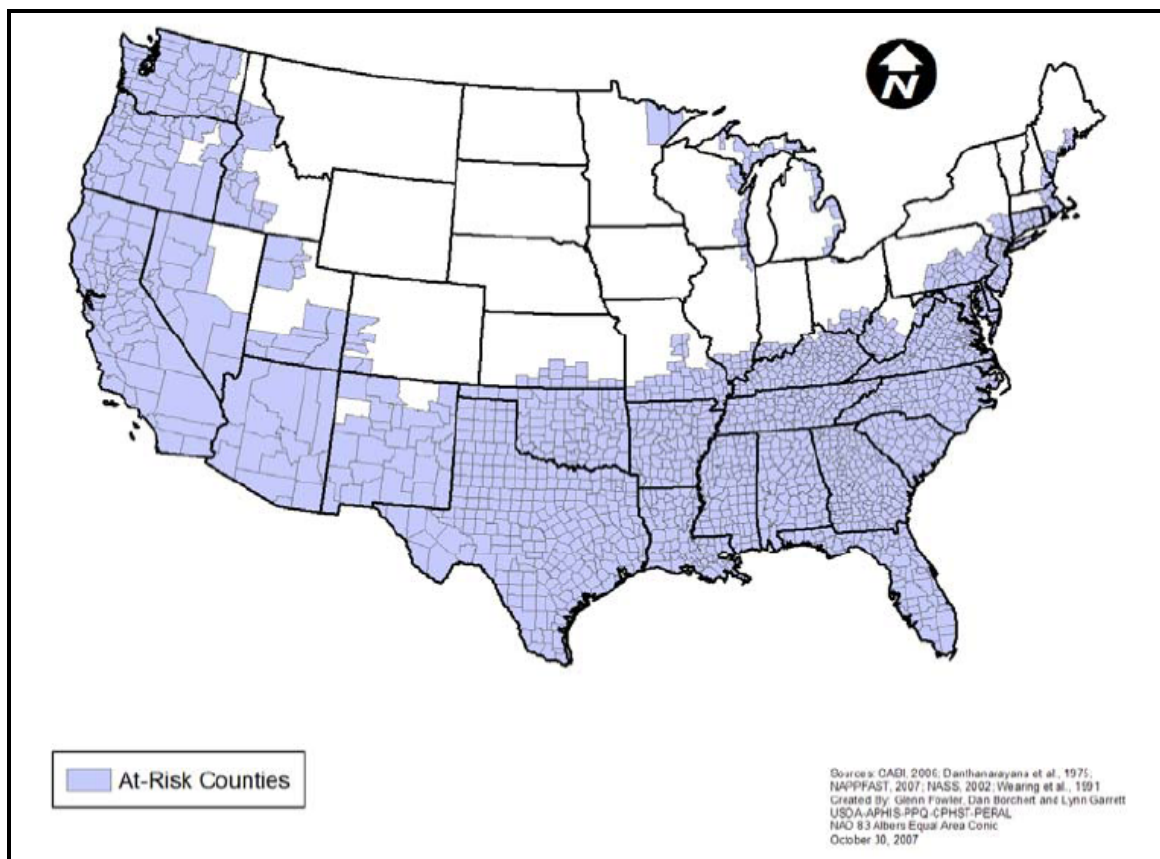 N
At-Risk Counties
Sources: CABI, 2006; Danthanarayana et al., 1975;
NAPPFAST, 2007; NASS, 2002; Wearing et al., 1991
Created By: Glenn Fowler, Dan Borchert and Lynn Garrett
USDA-APHIS-PPQ-CPHST-PERAL
NAD 83 Albers Equal Area Conic
October 30, 2007